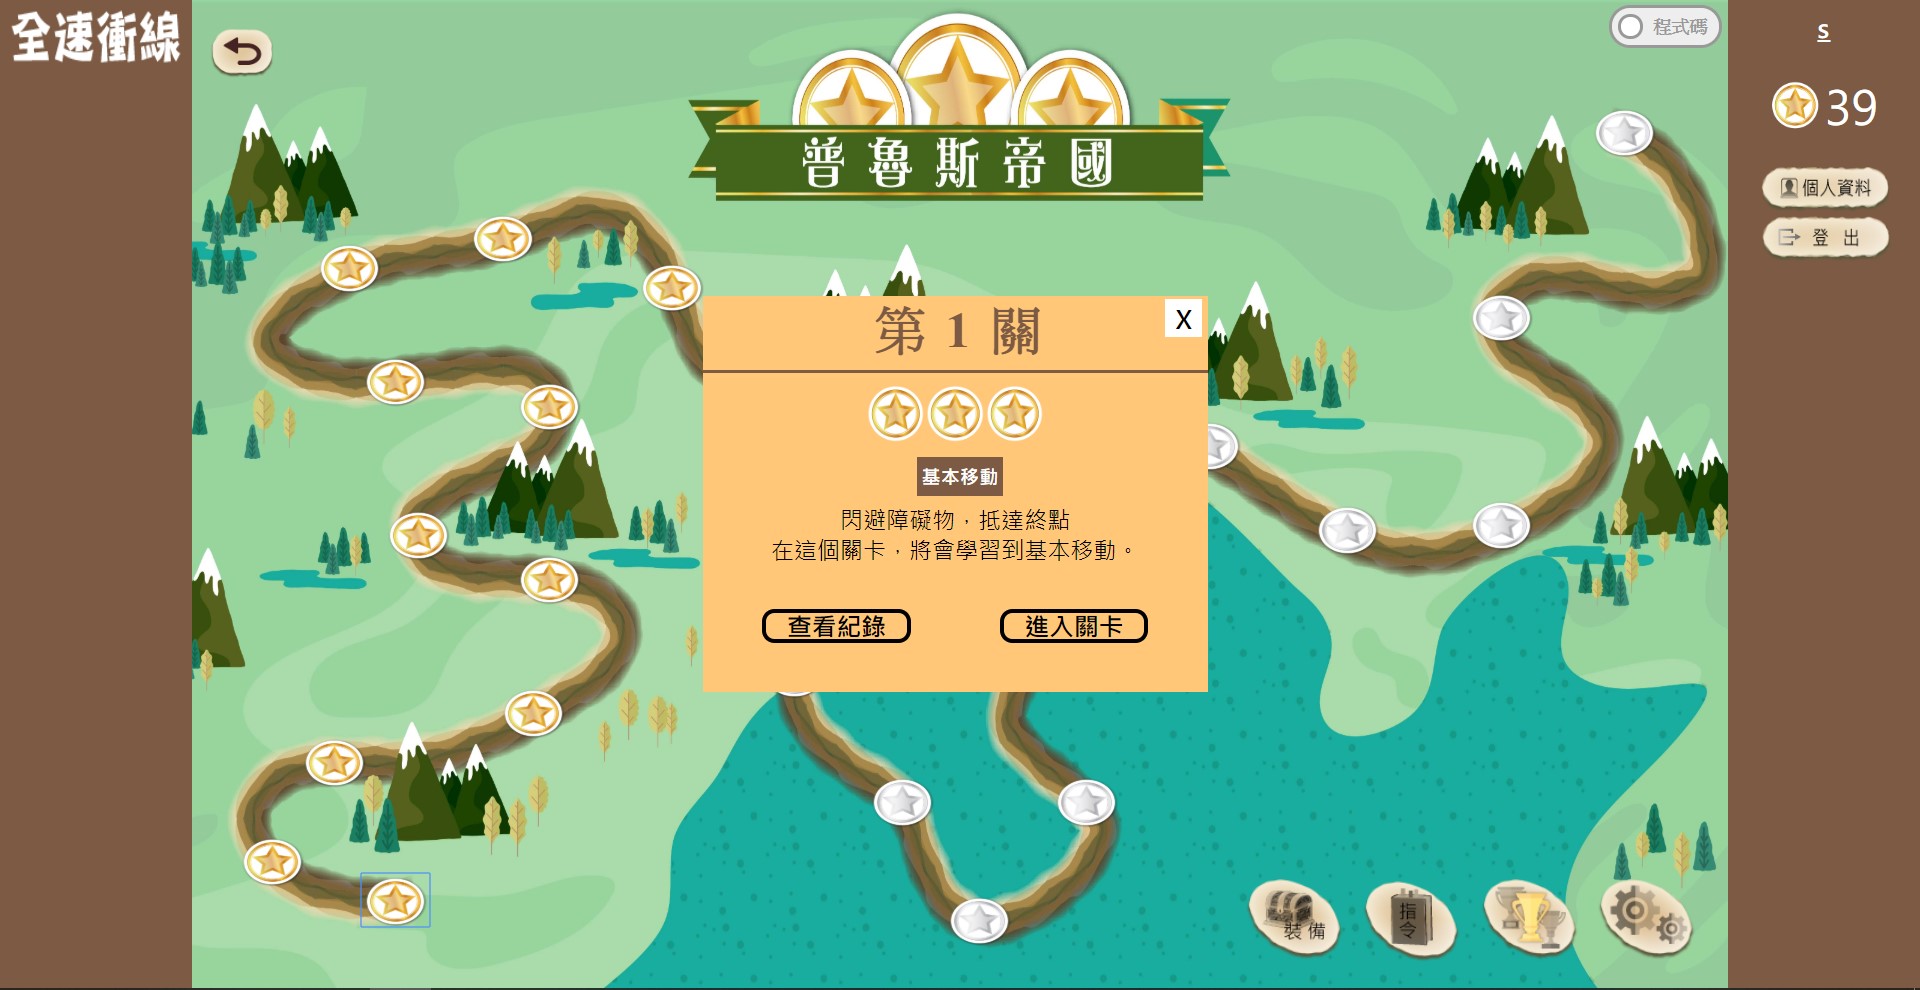 全速衝線
程式碼
s
39
普魯斯帝國
個人資料
登出
第1關
X
基本移動
閃避障礙物，抵達終點
在這個關卡，將會學習到基本移動。
查看紀錄
進入關卡
裝備
指令